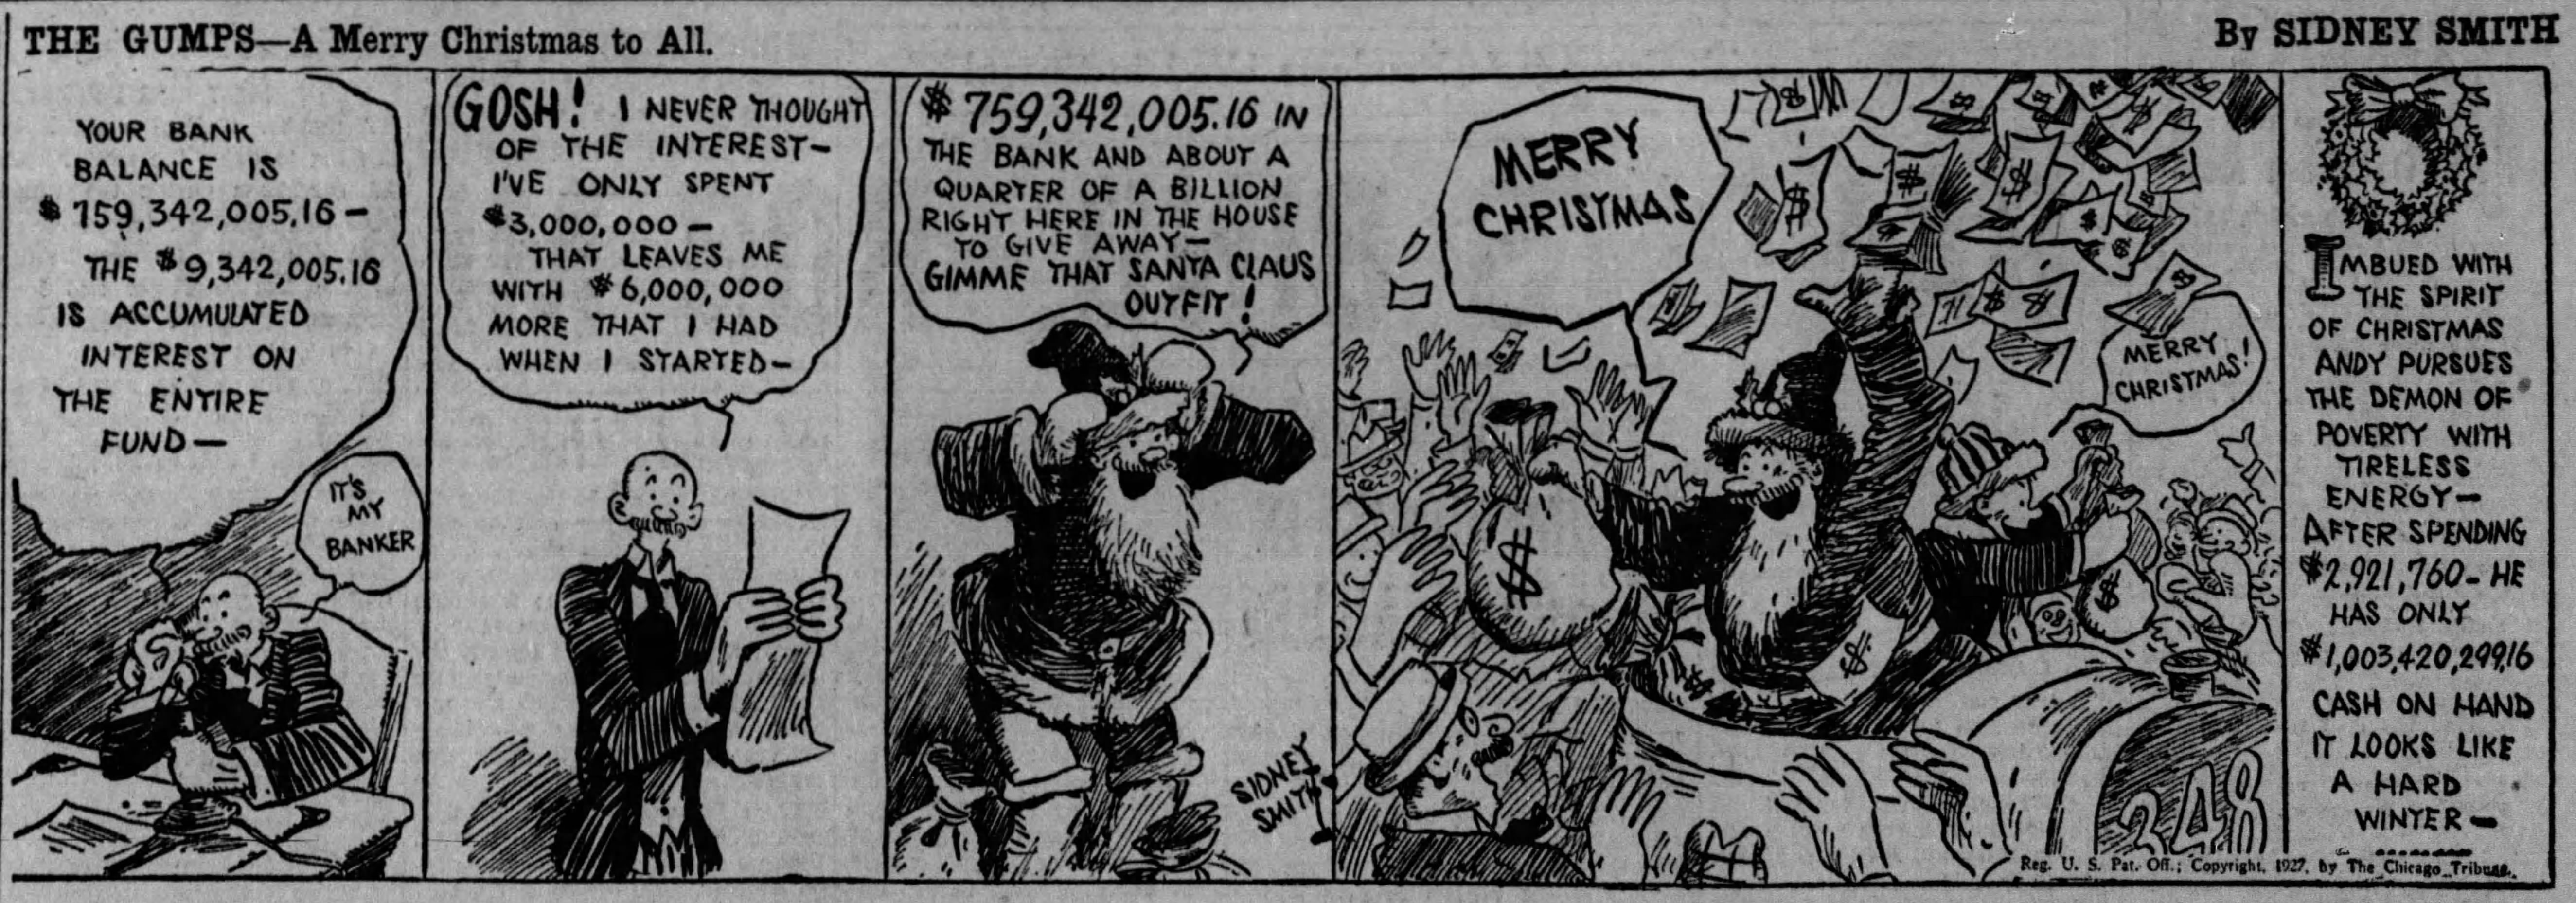 THE GUMPS—A Merry Christmas to All.
By SIDNEY SMITH
YOUR BANK
BALANCE IS
$759,342,005.16—
THE $9,342,005.16
IS ACCUMULATED
INTEREST ON
THE ENTIRE
FUND—
IT'S
MY
BANKER
GOSH! I NEVER THOUGHT
OF THE INTEREST—
I'VE ONLY SPENT
$3,000,000—
THAT LEAVES ME
WITH $6,000,000
MORE THAT I HAD
WHEN I STARTED—
$759,342,005.16 IN
THE BANK AND ABOUT A
QUARTER OF A BILLION
RIGHT HERE IN THE HOUSE
TO GIVE AWAY—
GIMME THAT SANTA CLAUS
OUTFIT!
SIDNEY
SMITH
MERRY
CHRISTMAS
MERRY
CHRISTMAS!
$
$
348
IMBUED WITH
THE SPIRIT
OF CHRISTMAS
ANDY PURSUES
THE DEMON OF
POVERTY WITH
TIRELESS
ENERGY—
AFTER SPENDING
$2,921,760— HE
HAS ONLY
$1,003,420,299.16
CASH ON HAND
IT LOOKS LIKE
A HARD
WINTER—
Reg. U. S. Pat. Off.; Copyright, 1927, by The Chicago Tribune.